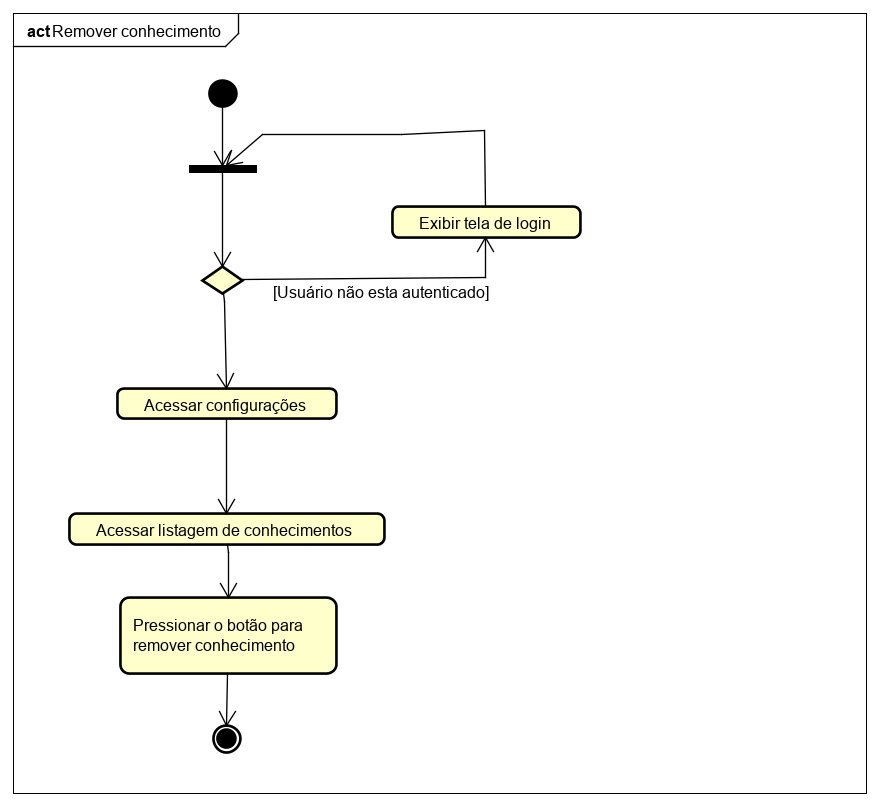 act Remover conhecimento
Exibir tela de login
[Usuário não esta autenticado]
Acessar configurações
Acessar listagem de conhecimentos
Pressionar o botão para
remover conhecimento